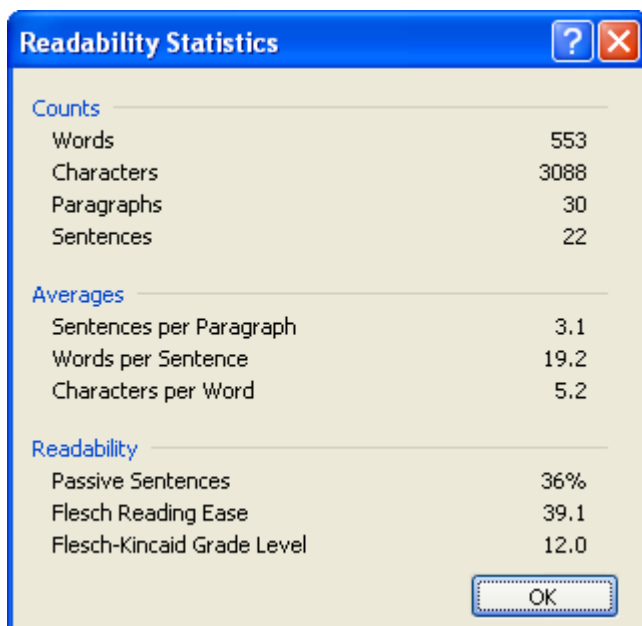 Readability Statistics
Counts
Words 553
Characters 3088
Paragraphs 30
Sentences 22
Averages
Sentences per Paragraph 3.1
Words per Sentence 19.2
Characters per Word 5.2
Readability
Passive Sentences 36%
Flesch Reading Ease 39.1
Flesch-Kincaid Grade Level 12.0
OK